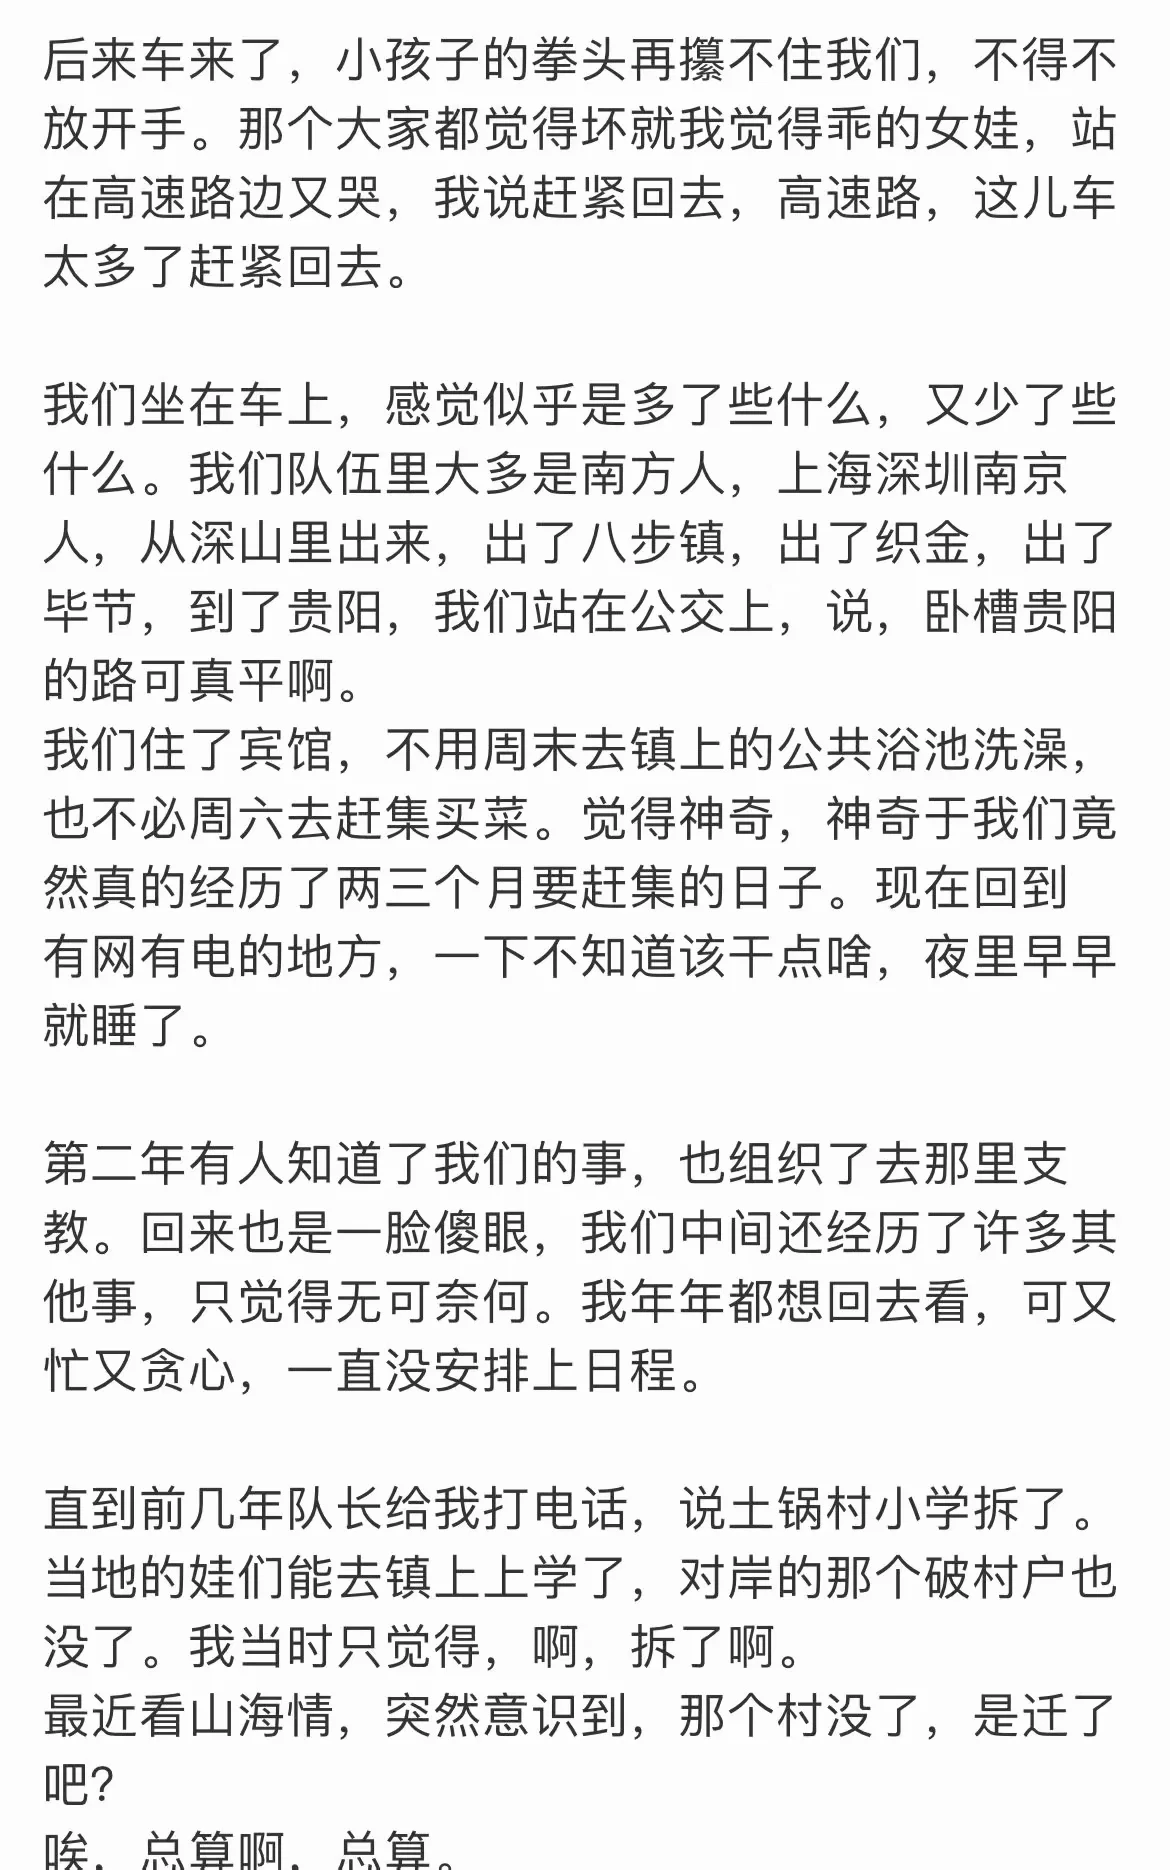 后来车来了，小孩子的拳头再攥不住我们，不得不
放开手。那个大家都觉得坏就我觉得乖的女娃，站
在高速路边又哭，我说赶紧回去，高速路，这儿车
太多了赶紧回去。
我们坐在车上，感觉似乎是多了些什么，又少了些
什么。我们队伍里大多是南方人，上海深圳南京
人，从深山里出来，出了八步镇，出了织金，出了
毕节，到了贵阳，我们站在公交上，说，卧槽贵阳
的路可真平啊。
我们住了宾馆，不用周末去镇上的公共浴池洗澡，
也不必周六去赶集买菜。觉得神奇，神奇于我们竟
然真的经历了两三个月要赶集的日子。现在回到
有网有电的地方，一下不知道该干点啥，夜里早早
就睡了。
第二年有人知道了我们的事，也组织了去那里支
教。回来也是一脸傻眼，我们中间还经历了许多其
他事，只觉得无可奈何。我年年都想回去看，可又
忙又贪心，一直没安排上日程。
直到前几年队长给我打电话，说土锅村小学拆了。
当地的娃们能去镇上上学了，对岸的那个破村户也
没了。我当时只觉得，啊，拆了啊。
最近看山海情，突然意识到，那个村没了，是迁了
吧？
唉，总算啊，总算。